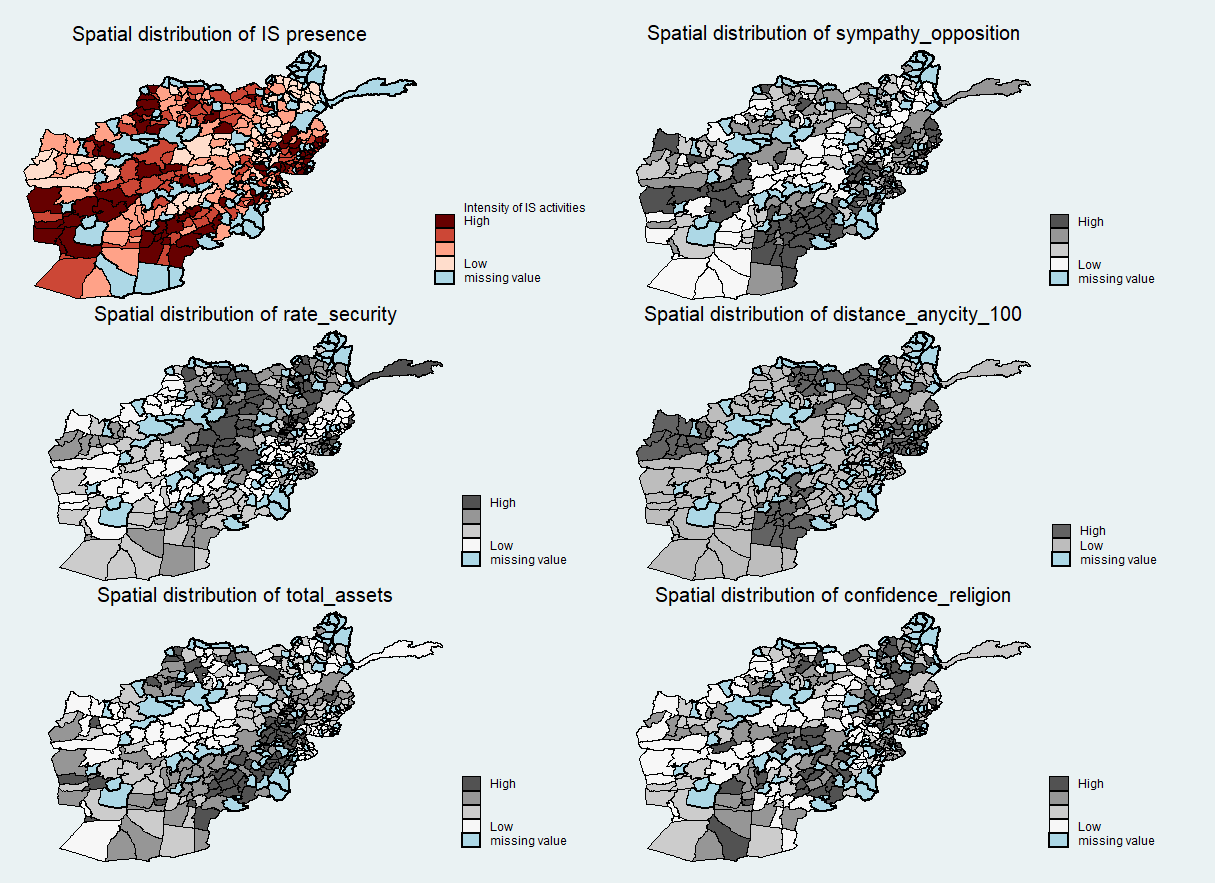 Spatial distribution of IS presence
Intensity of IS activities
High
Low
missing value
Spatial distribution of sympathy_opposition
High
Low
missing value
Spatial distribution of rate_security
High
Low
missing value
Spatial distribution of distance_anycity_100
High
Low
missing value
Spatial distribution of total_assets
High
Low
missing value
Spatial distribution of confidence_religion
High
Low
missing value